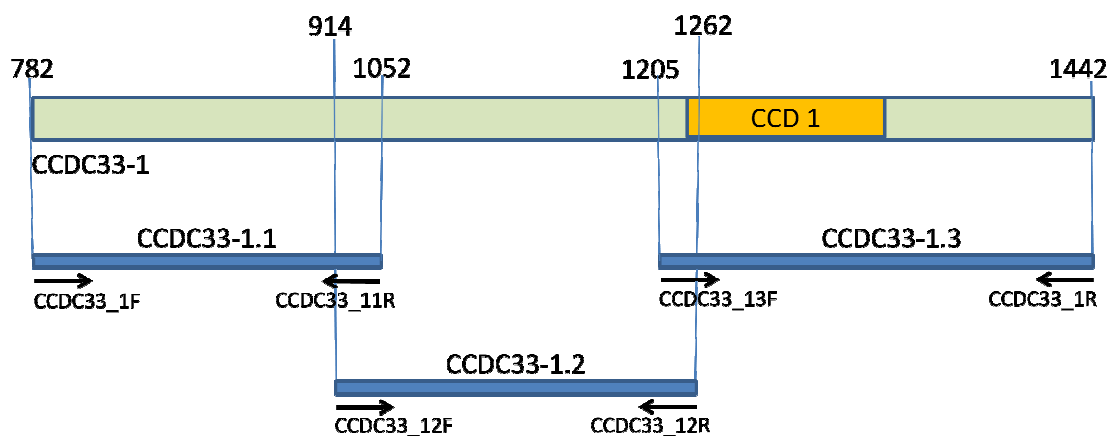 914
1262
782
1052
1205
1442
CCD 1
CCDC33-1
CCDC33-1.1
CCDC33-1.3
CCDC33_1F
CCDC33_11R
CCDC33_13F
CCDC33_1R
CCDC33-1.2
CCDC33_12F
CCDC33_12R